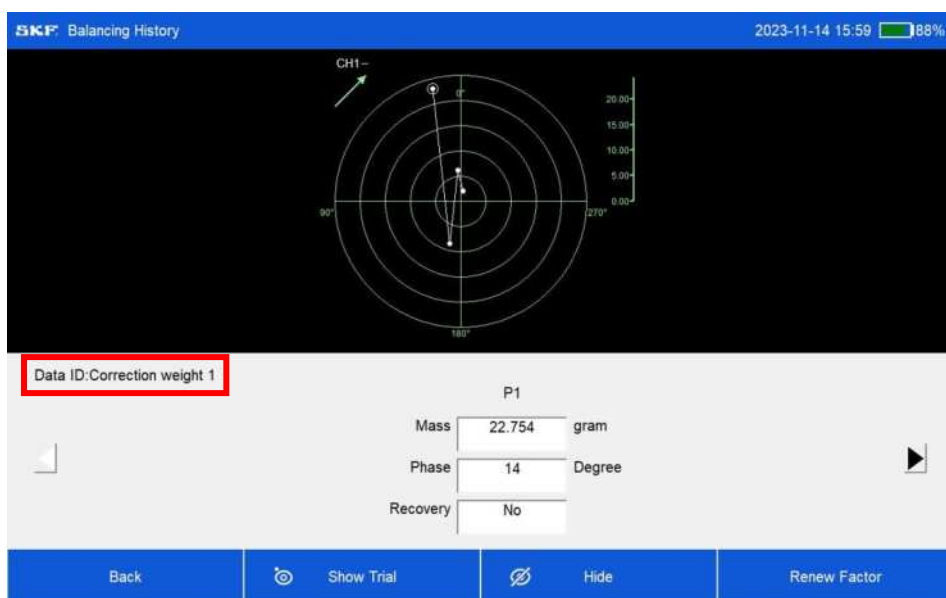 SKF Balancing History
2023-11-14 15:59 88%
CH1–
0°
20.00
15.00
10.00
5.00
0.00
90°
270°
180°
Data ID:Correction weight 1
P1
Mass 22.754 gram
Phase 14 Degree
Recovery No
Back Show Trial Hide Renew Factor